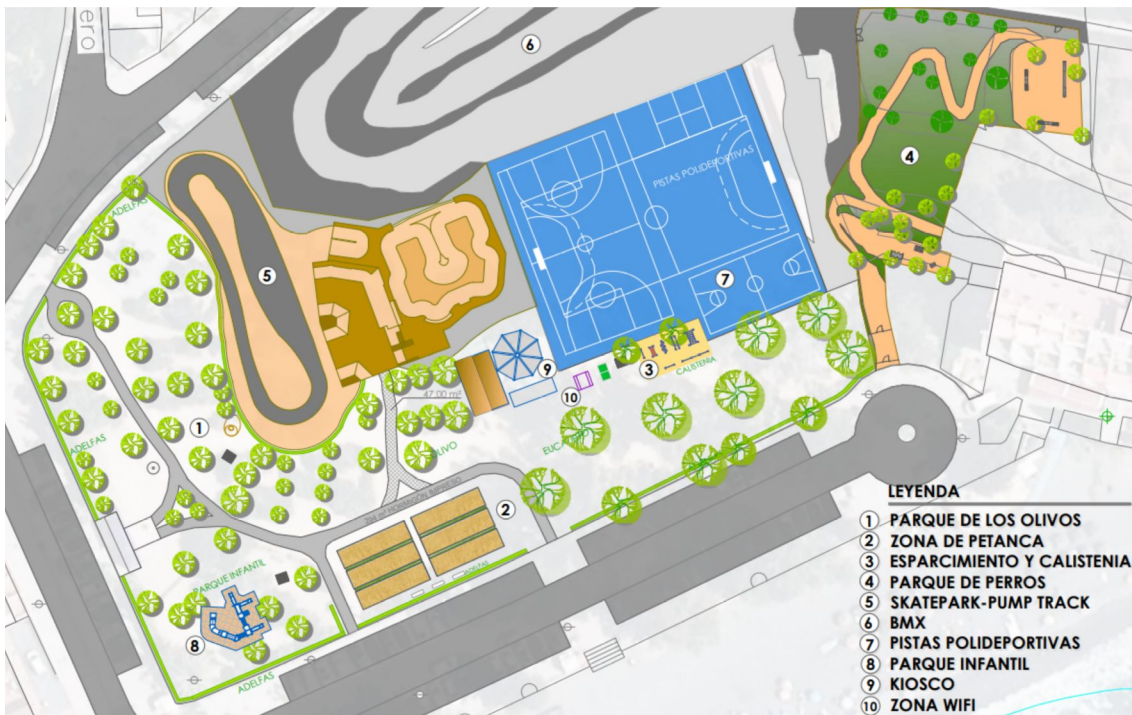 ero
6
4
PISTAS POLIDEPORTIVAS
ADELFAS
5
7
9
3
CALISTENIA
10
47.00 m²
1
ADELFAS
2
ADELFAS
PARQUE INFANTIL
8
ADELFAS
LEYENDA
1 PARQUE DE LOS OLIVOS
2 ZONA DE PETANCA
3 ESPARCIMIENTO Y CALISTENIA
4 PARQUE DE PERROS
5 SKATEPARK-PUMP TRACK
6 BMX
7 PISTAS POLIDEPORTIVAS
8 PARQUE INFANTIL
9 KIOSCO
10 ZONA WIFI